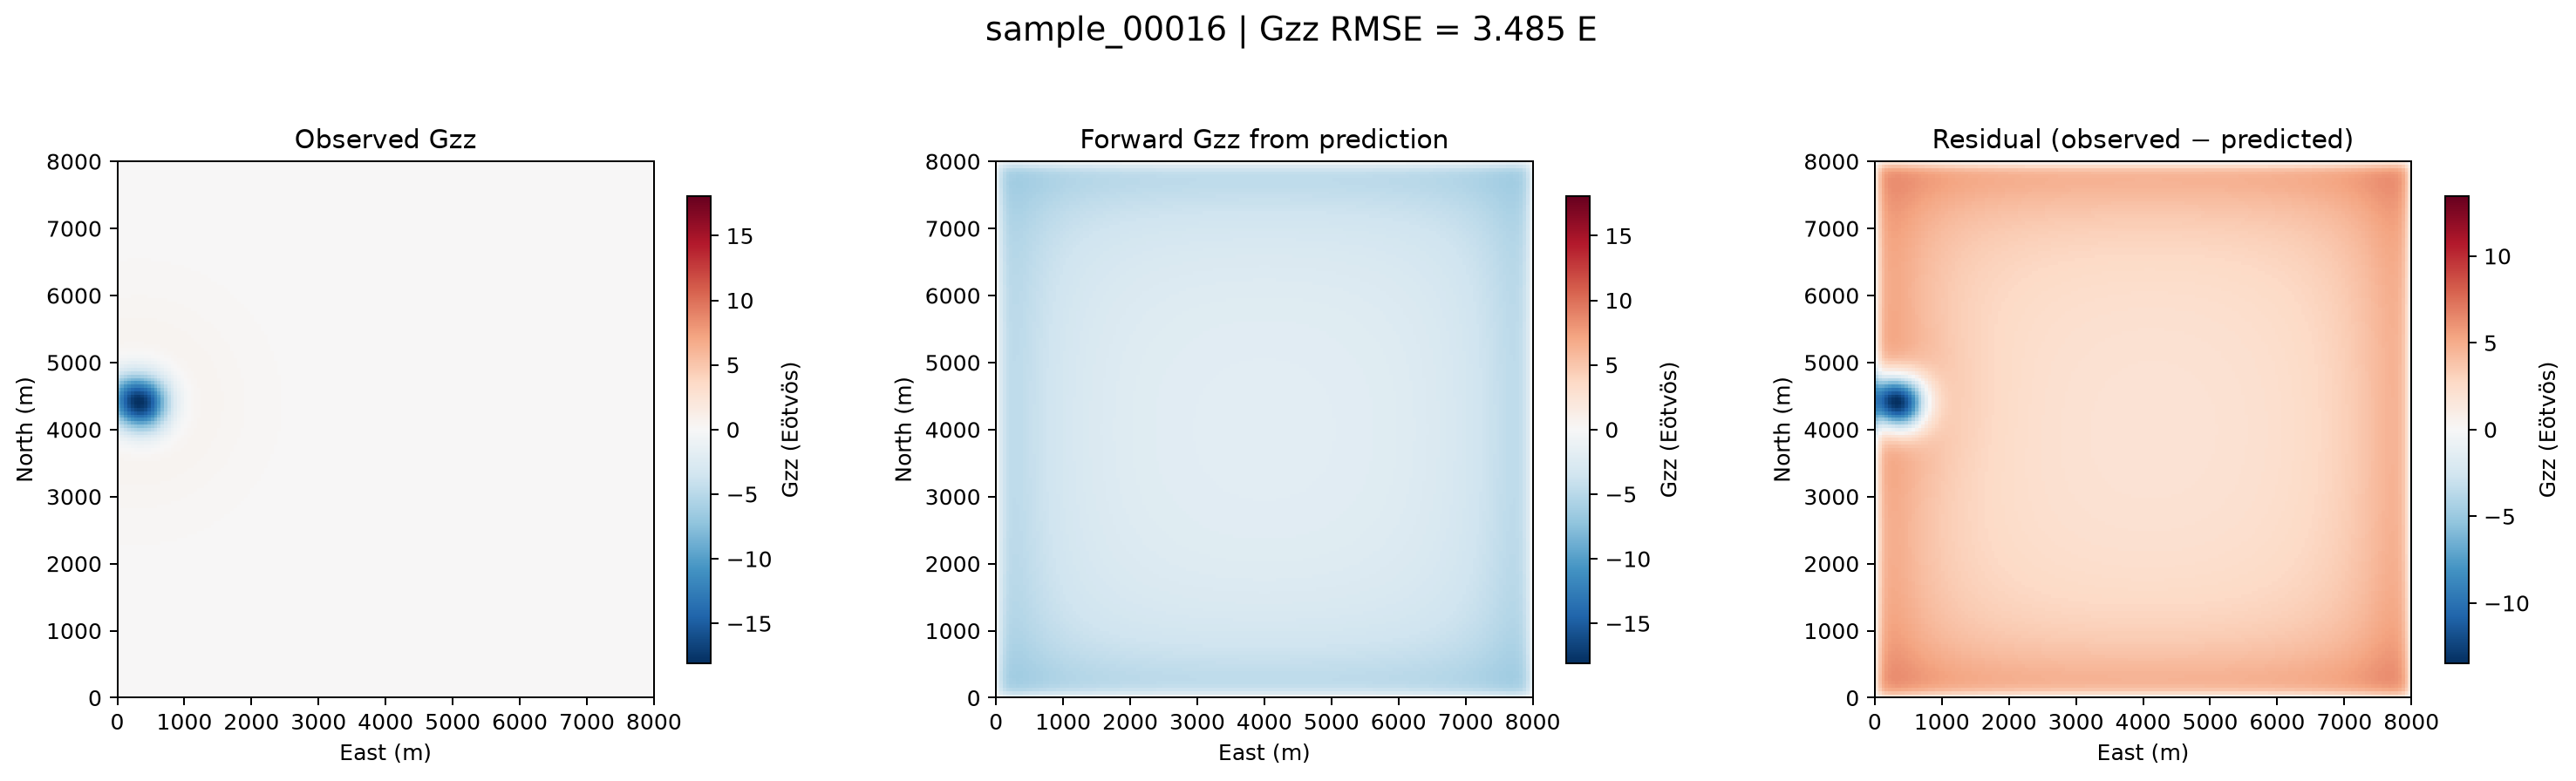 sample_00016 | Gzz RMSE = 3.485 E
Observed Gzz
8000
7000
6000
5000
4000
3000
2000
1000
0
North (m)
0 1000 2000 3000 4000 5000 6000 7000 8000
East (m)
15
10
5
0
−5
−10
−15
Gzz (Eötvös)
Forward Gzz from prediction
8000
7000
6000
5000
4000
3000
2000
1000
0
North (m)
0 1000 2000 3000 4000 5000 6000 7000 8000
East (m)
15
10
5
0
−5
−10
−15
Gzz (Eötvös)
Residual (observed − predicted)
8000
7000
6000
5000
4000
3000
2000
1000
0
North (m)
0 1000 2000 3000 4000 5000 6000 7000 8000
East (m)
10
5
0
−5
−10
Gzz (Eötvös)